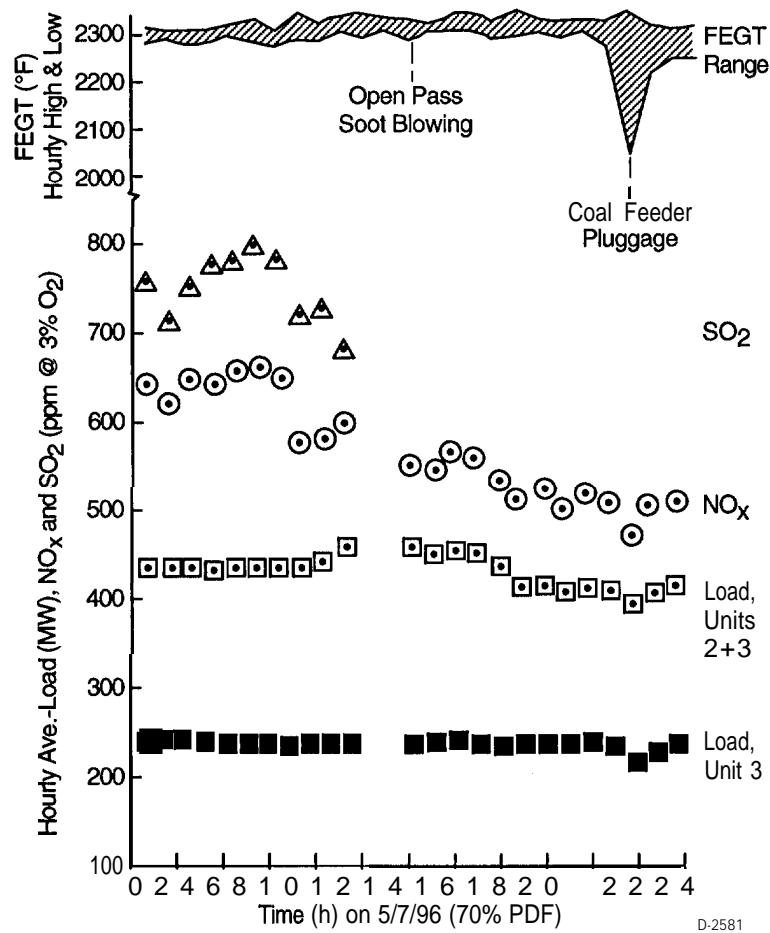 FEGT (°F)
Hourly High & Low
2300
2200
2100
2000
FEGT
Range
Open Pass
Soot Blowing
Coal Feeder
Pluggage
Hourly Ave.-Load (MW), NOx and SO2 (ppm @ 3% O2)
800
700
600
500
400
300
200
100
SO2
NOx
Load,
Units
2+3
Load,
Unit 3
0 2 4 6 8 1 0 1 2 1 4 1 6 1 8 2 0 2 2 2 4
Time (h) on 5/7/96 (70% PDF)
D-2581